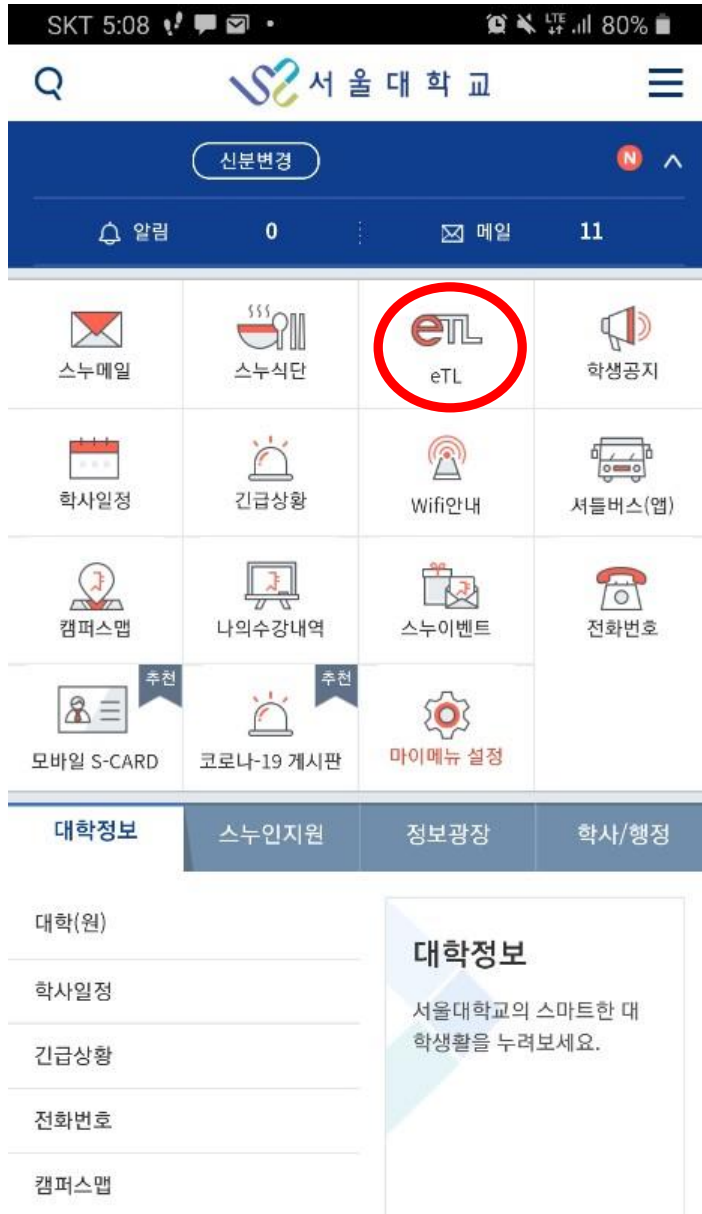 SKT 5:08 LTE 80%
서울대학교
신분변경 N
알림 0 메일 11
eTL
스누메일 스누식단 eTL 학생공지
학사일정 긴급상황 Wifi안내 셔틀버스(앱)
캠퍼스맵 나의수강내역 스누이벤트 전화번호
추천 추천
모바일 S-CARD 코로나-19 게시판 마이메뉴 설정
대학정보 스누인지원 정보광장 학사/행정
대학(원)
학사일정
긴급상황
전화번호
캠퍼스맵
대학정보
서울대학교의 스마트한 대
학생활을 누려보세요.